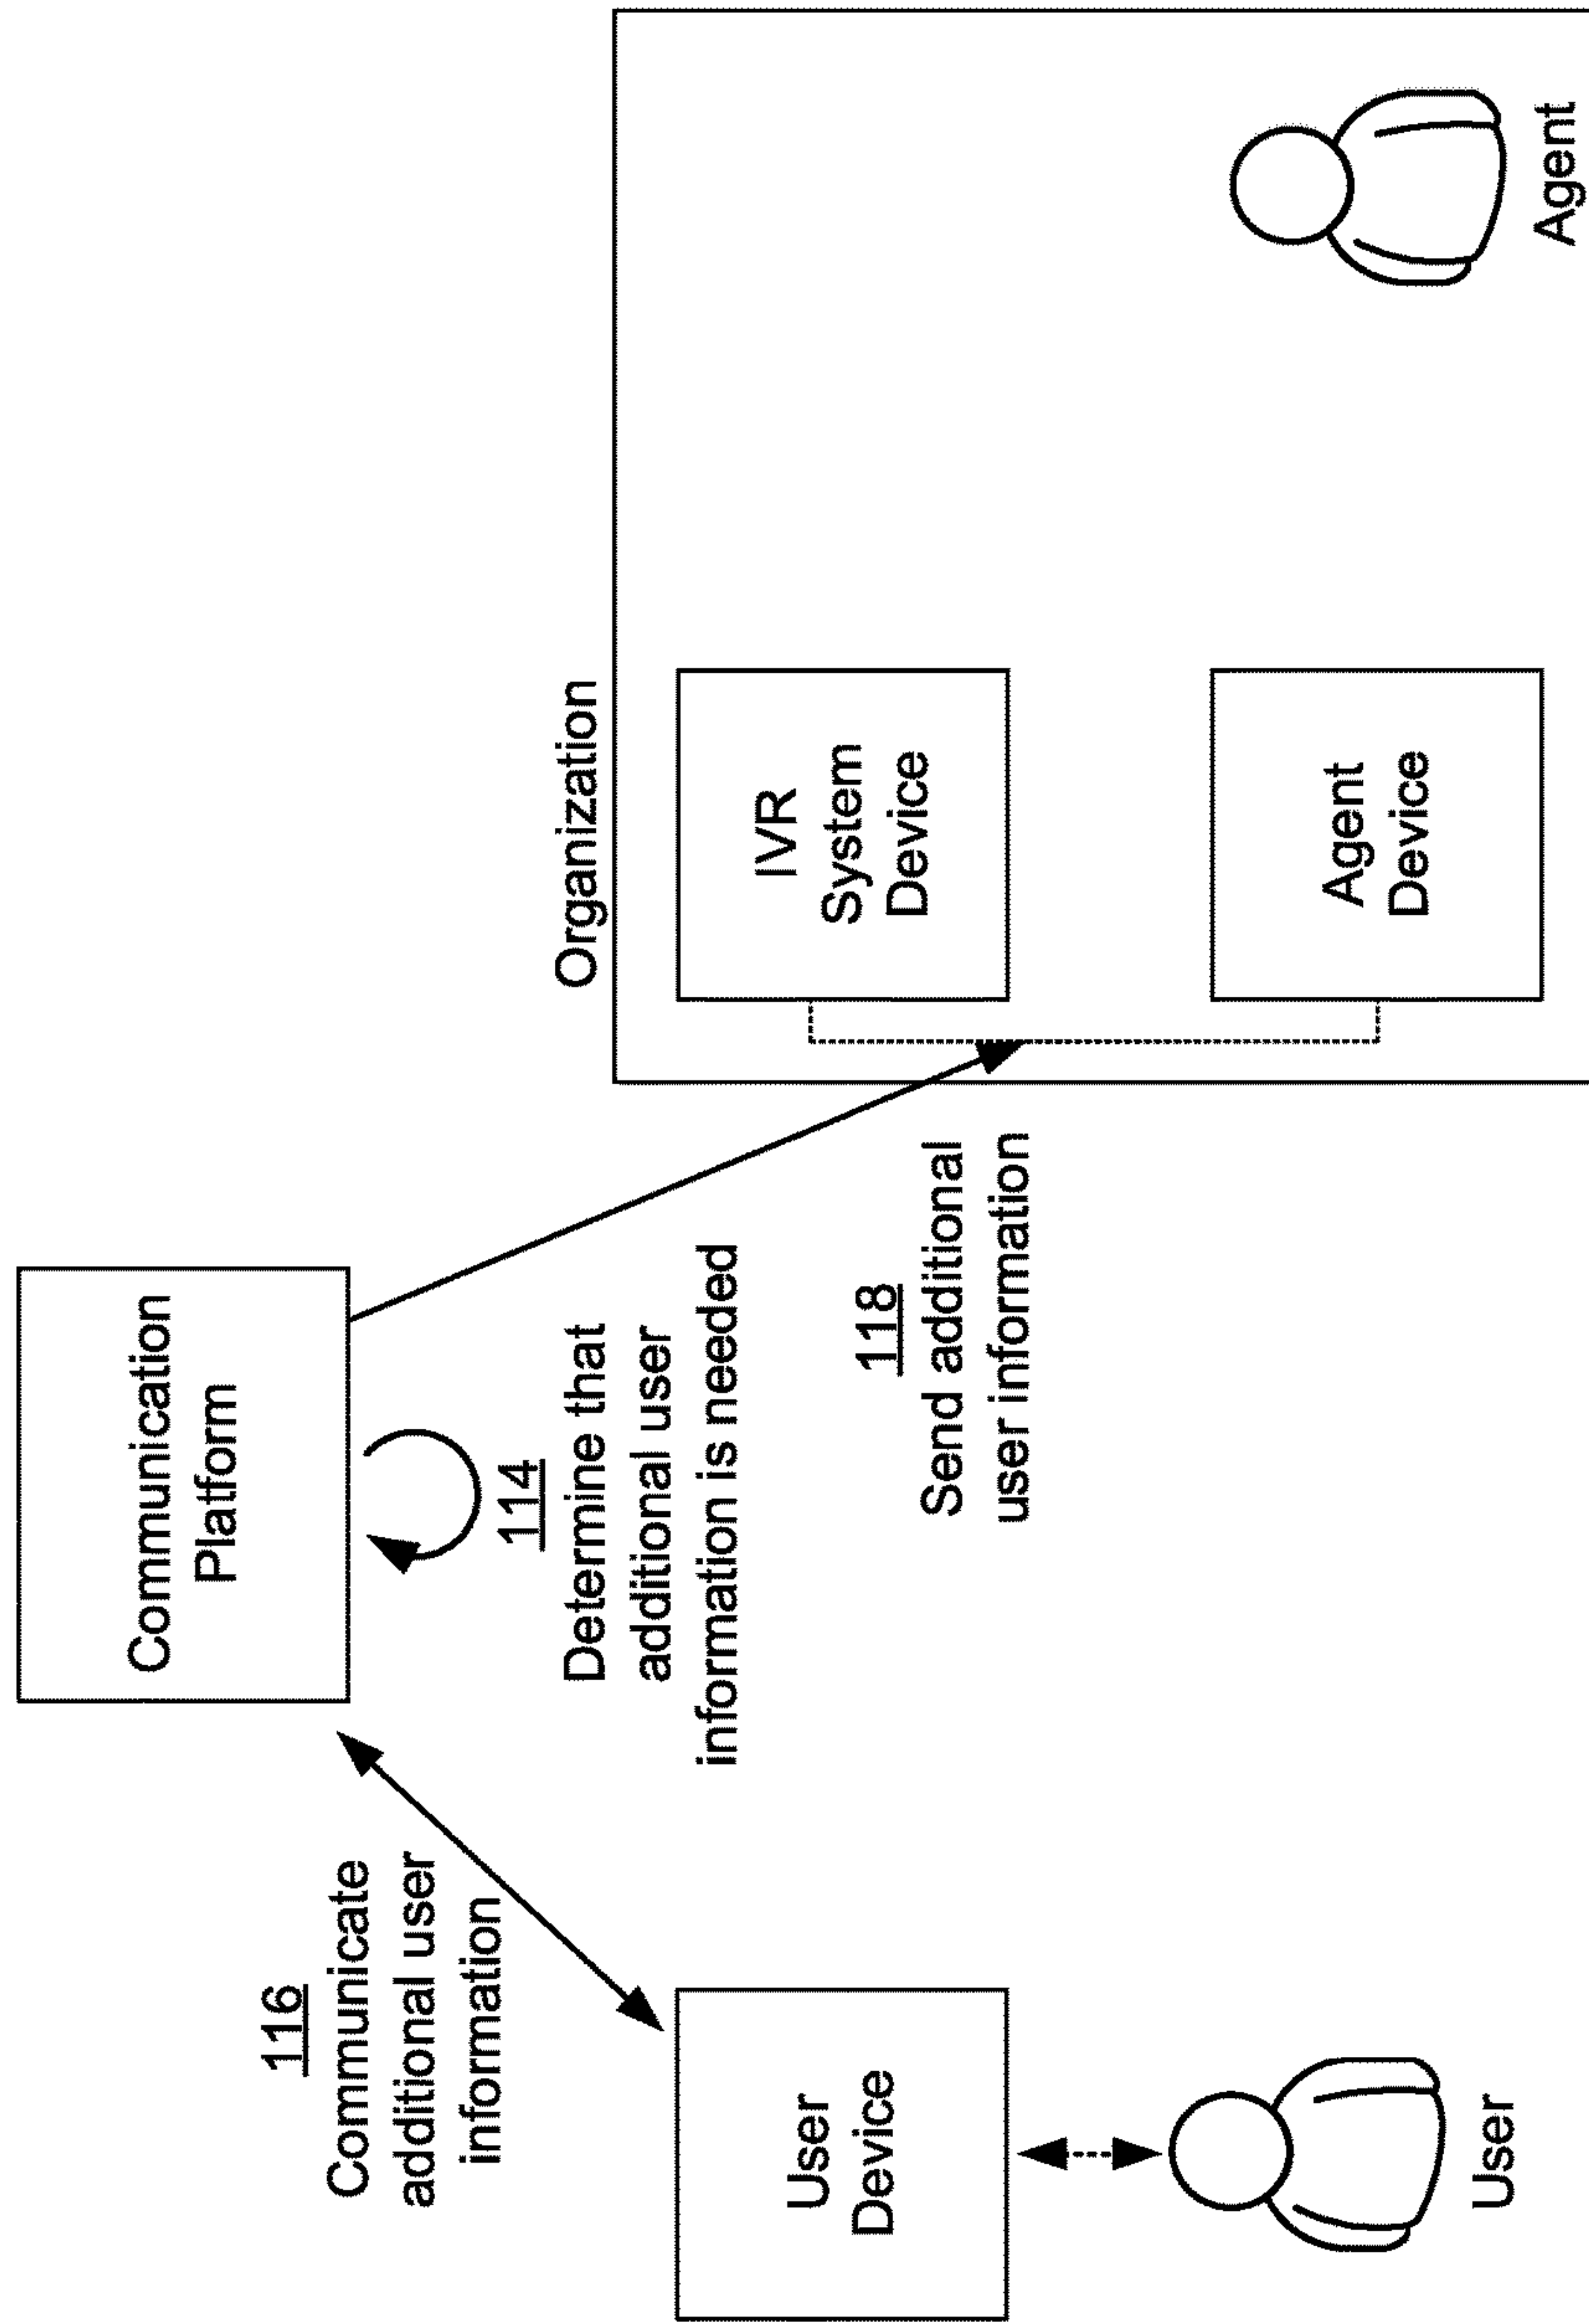 Communication
Platform
116
Communicate
additional user
information
114
Determine that
additional user
information is needed
118
Send additional
user information
Organization
User
Device
IVR
System
Device
Agent
Device
User
Agent